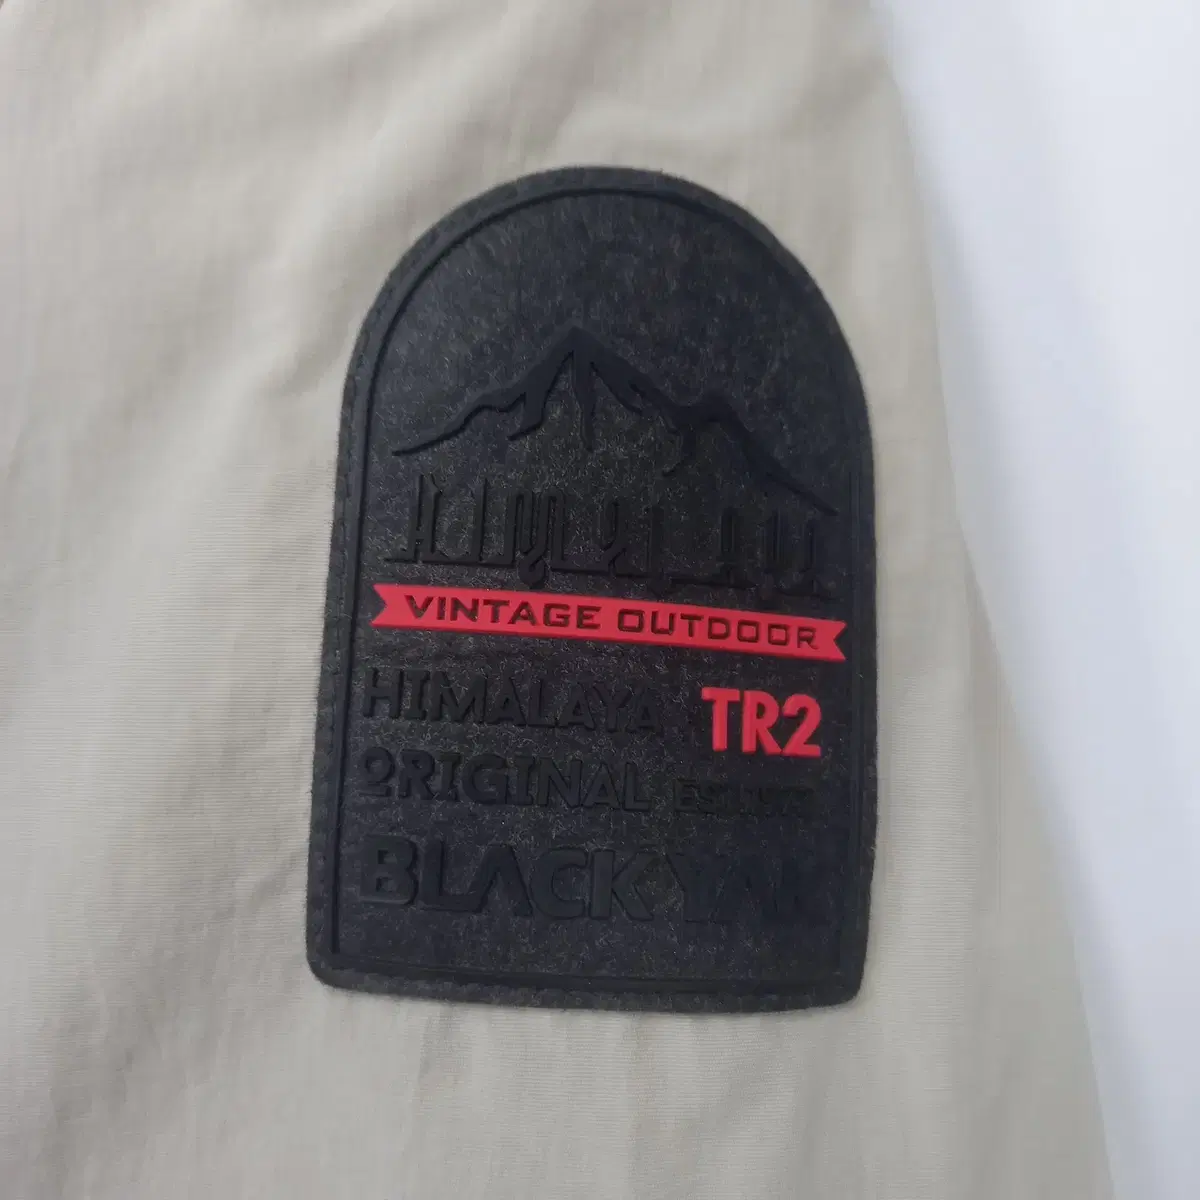 VINTAGE OUTDOOR
HIMALAYA TR2
ORIGINAL
BLACKYAK